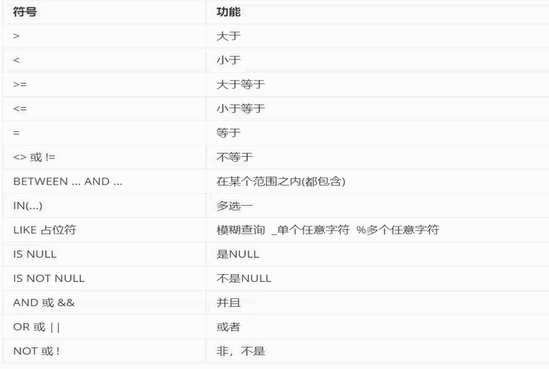 符号 功能
> 大于
< 小于
>= 大于等于
<= 小于等于
= 等于
<> 或 != 不等于
BETWEEN ... AND ... 在某个范围之内(都包含)
IN(...) 多选一
LIKE 占位符 模糊查询 _单个任意字符 %多个任意字符
IS NULL 是NULL
IS NOT NULL 不是NULL
AND 或 && 并且
OR 或 || 或者
NOT 或 ! 非，不是